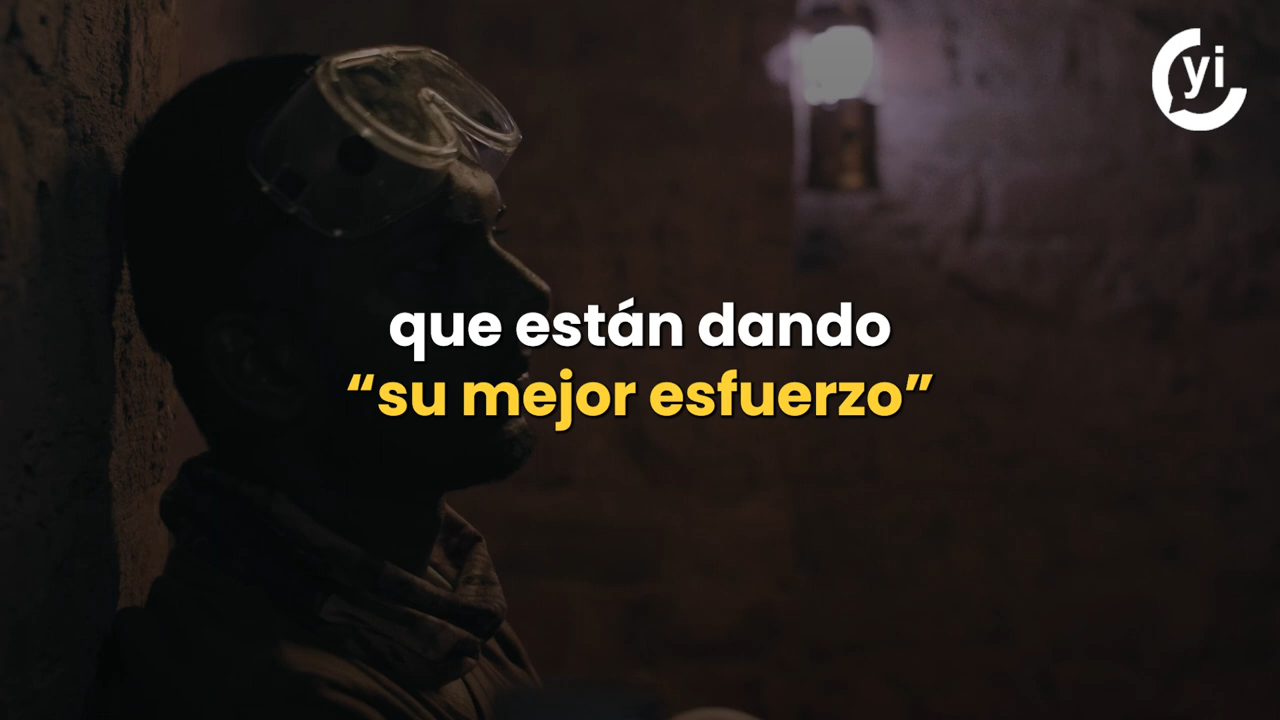 yi
que están dando
“su mejor esfuerzo”